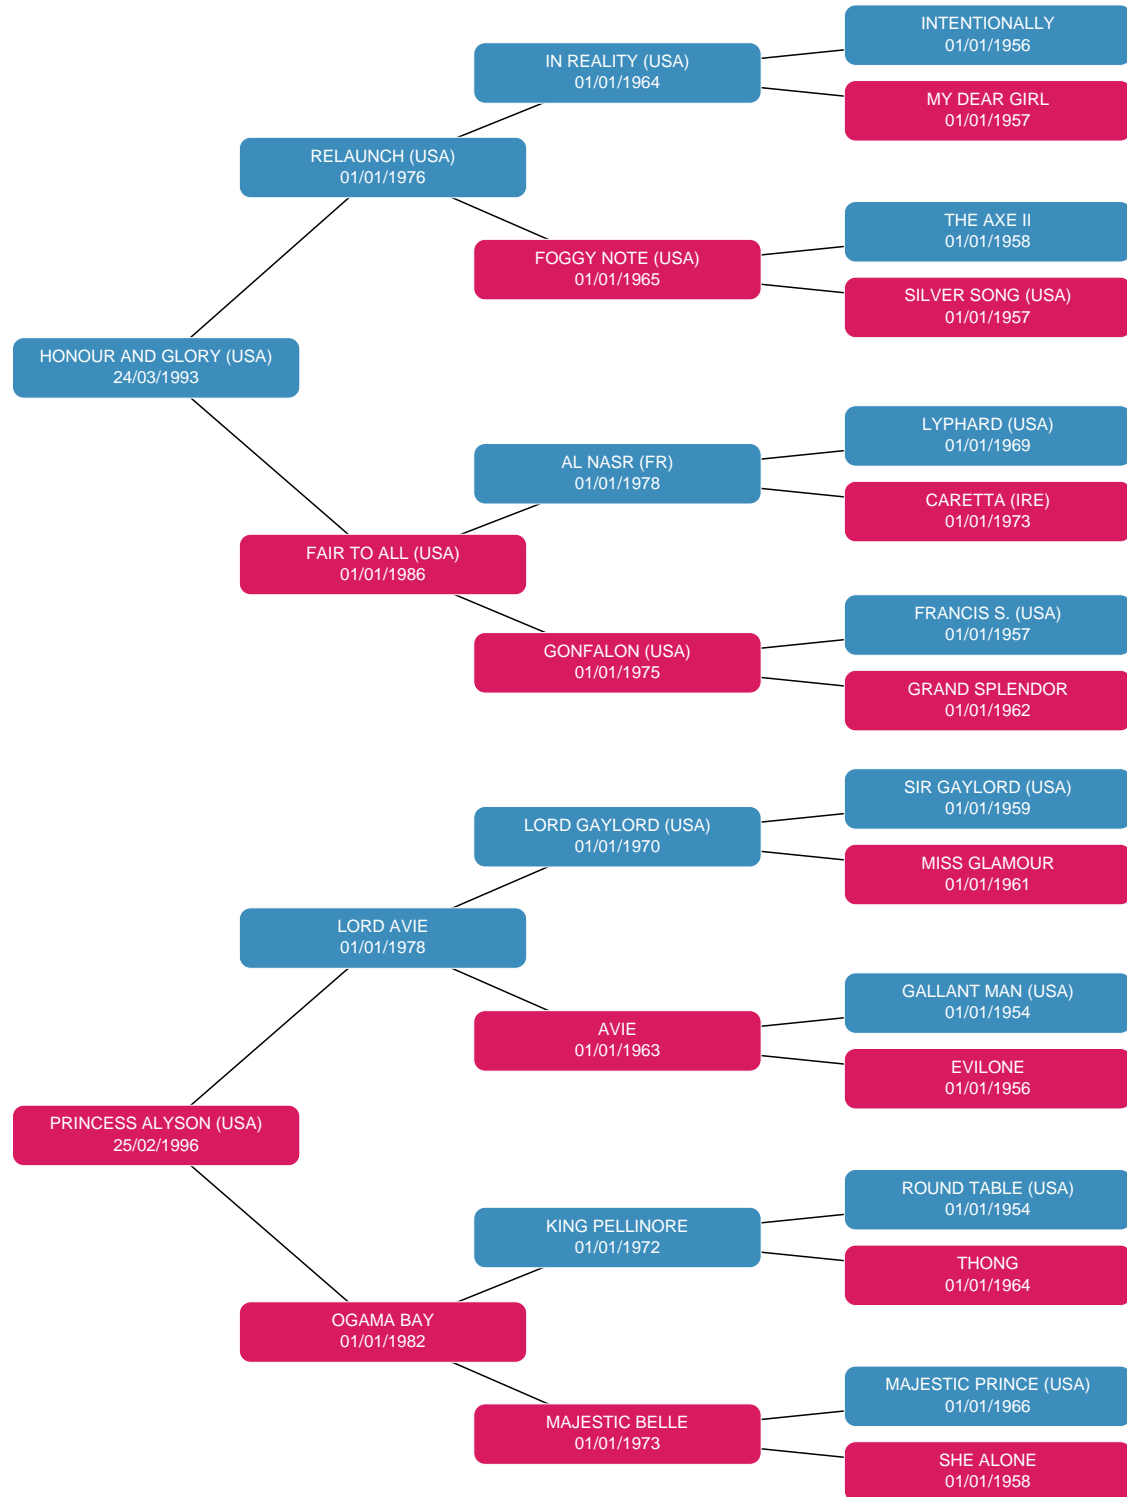 INTENTIONALLY
01/01/1956
IN REALITY (USA)
01/01/1964
MY DEAR GIRL
01/01/1957
RELAUNCH (USA)
01/01/1976
THE AXE II
01/01/1958
FOGGY NOTE (USA)
01/01/1965
SILVER SONG (USA)
01/01/1957
HONOUR AND GLORY (USA)
24/03/1993
LYPHARD (USA)
01/01/1969
AL NASR (FR)
01/01/1978
CARETTA (IRE)
01/01/1973
FAIR TO ALL (USA)
01/01/1986
FRANCIS S. (USA)
01/01/1957
GONFALON (USA)
01/01/1975
GRAND SPLENDOR
01/01/1962
SIR GAYLORD (USA)
01/01/1959
LORD GAYLORD (USA)
01/01/1970
MISS GLAMOUR
01/01/1961
LORD AVIE
01/01/1978
GALLANT MAN (USA)
01/01/1954
AVIE
01/01/1963
EVILONE
01/01/1956
PRINCESS ALYSON (USA)
25/02/1996
ROUND TABLE (USA)
01/01/1954
KING PELLINORE
01/01/1972
THONG
01/01/1964
OGAMA BAY
01/01/1982
MAJESTIC PRINCE (USA)
01/01/1966
MAJESTIC BELLE
01/01/1973
SHE ALONE
01/01/1958